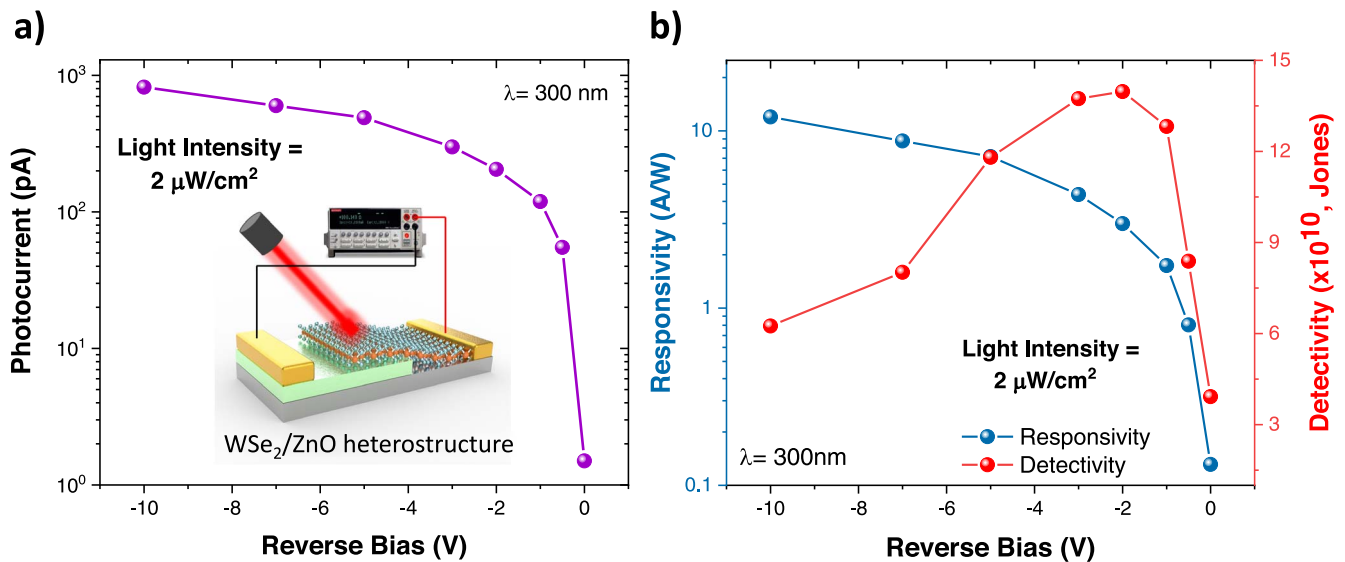 a)
10³
10²
10¹
10⁰
Photocurrent (pA)
λ= 300 nm
Light Intensity =
2 μW/cm²
WSe₂/ZnO heterostructure
-10 -8 -6 -4 -2 0
Reverse Bias (V)
b)
10
1
0.1
Responsivity (A/W)
15
12
9
6
3
Detectivity (x10¹⁰, Jones)
Light Intensity =
2 μW/cm²
Responsivity
Detectivity
λ= 300nm
-10 -8 -6 -4 -2 0
Reverse Bias (V)